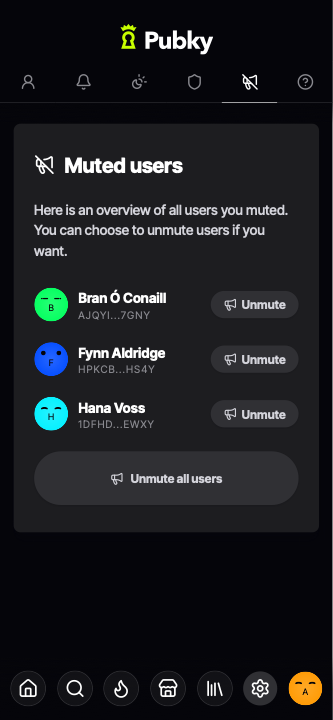 Pubky
Muted users
Here is an overview of all users you muted.
You can choose to unmute users if you
want.
B
Bran Ó Conaill
AJQYI...7GNY
Unmute
F
Fynn Aldridge
HPKCB...HS4Y
Unmute
H
Hana Voss
1DFHD...EWXY
Unmute
Unmute all users
A